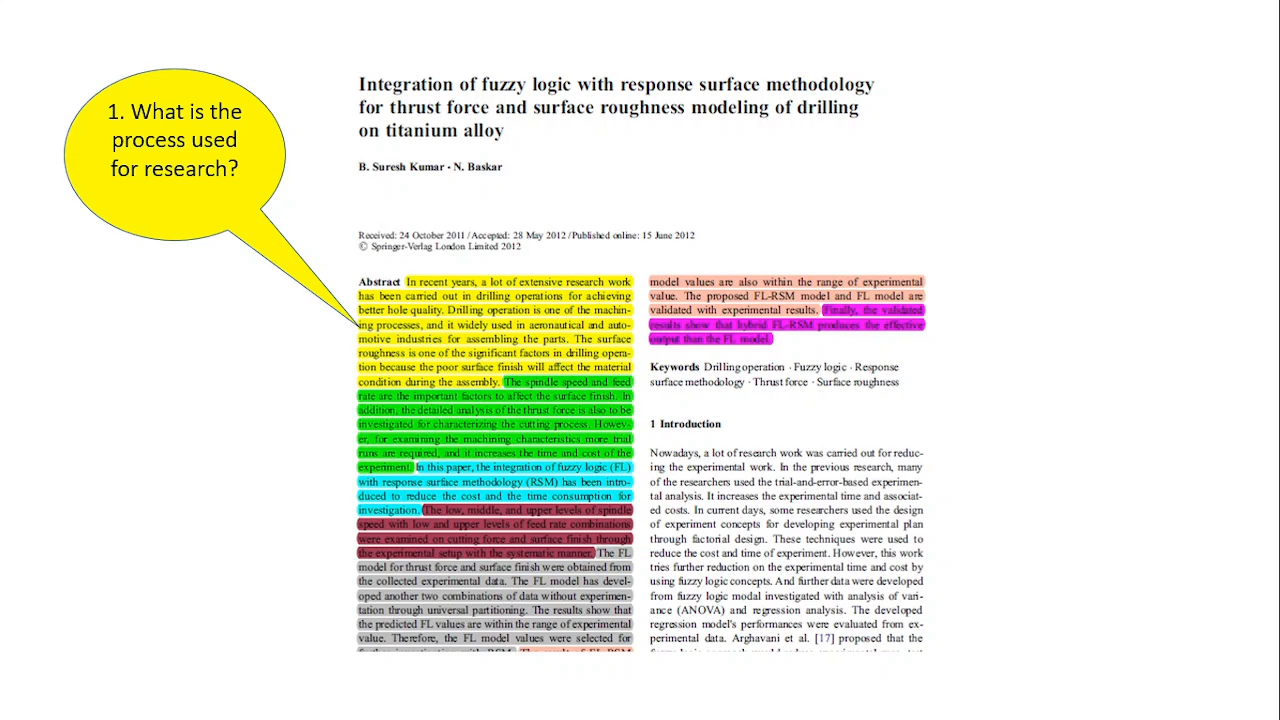 1. What is the
process used
for research?
Integration of fuzzy logic with response surface methodology
for thrust force and surface roughness modeling of drilling
on titanium alloy
B. Suresh Kumar · N. Baskar
Received: 24 October 2011 / Accepted: 28 May 2012 / Published online: 15 June 2012
© Springer-Verlag London Limited 2012
Abstract In recent years, a lot of extensive research work
has been carried out in drilling operations for achieving
better hole quality. Drilling operation is one of the machin-
ing processes, and it widely used in aeronautical and auto-
motive industries for assembling the parts. The surface
roughness is one of the significant factors in drilling opera-
tion because the poor surface finish will affect the material
condition during the assembly. The spindle speed and feed
rate are the important factors to affect the surface finish. In
addition, the detailed analysis of the thrust force is also to be
investigated for characterizing the cutting process. Howev-
er, for examining the machining characteristics more trial
runs are required, and it increases the time and cost of the
experiment. In this paper, the integration of fuzzy logic (FL)
with response surface methodology (RSM) has been intro-
duced to reduce the cost and the time consumption for
investigation. The low, middle, and upper levels of spindle
speed with low and upper levels of feed rate combinations
were examined on cutting force and surface finish through
the experimental setup with the systematic manner. The FL
model for thrust force and surface finish were obtained from
the collected experimental data. The FL model has devel-
oped another two combinations of data without experimen-
tation through universal partitioning. The results show that
the predicted FL values are within the range of experimental
value. Therefore, the FL model values were selected for
further investigation with RSM. The result of FL-RSM
model values are also within the range of experimental
value. The proposed FL-RSM model and FL model are
validated with experimental results. Finally, the validated
results show that hybrid FL-RSM produces the effective
output than the FL model.
Keywords Drilling operation · Fuzzy logic · Response
surface methodology · Thrust force · Surface roughness
1 Introduction
Nowadays, a lot of research work was carried out for reduc-
ing the experimental work. In the previous research, many
of the researchers used the trial-and-error-based experimen-
tal analysis. It increases the experimental time and associat-
ed costs. In current days, some researchers used the design
of experiment concepts for developing experimental plan
through factorial design. These techniques were used to
reduce the cost and time of experiment. However, this work
tries further reduction on the experimental time and cost by
using fuzzy logic concepts. And further data were developed
from fuzzy logic modal investigated with analysis of vari-
ance (ANOVA) and regression analysis. The developed
regression model's performances were evaluated from ex-
perimental data. Arghavani et al. [17] proposed that the